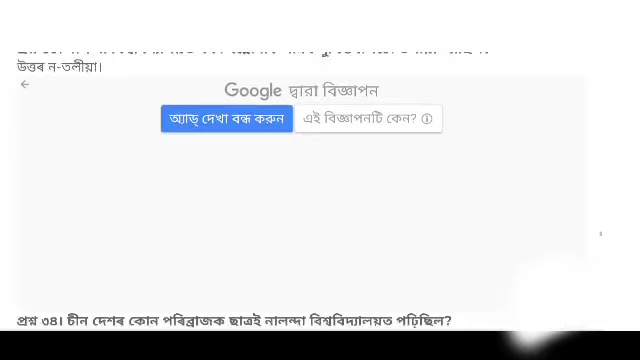 উত্তৰ ন-তলীয়া।
Google দ্বারা বিজ্ঞাপন
অ্যাড্ দেখা বন্ধ করুন
এই বিজ্ঞাপনটি কেন?
প্ৰশ্ন ৩৪। চীন দেশৰ কোন পৰিব্ৰাজক ছাত্ৰই নালন্দা বিশ্ববিদ্যালয়ত পঢ়িছিল?